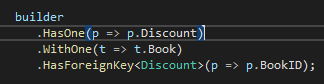 builder
.HasOne(p => p.Discount)
.WithOne(t => t.Book)
.HasForeignKey<Discount>(p => p.BookID);